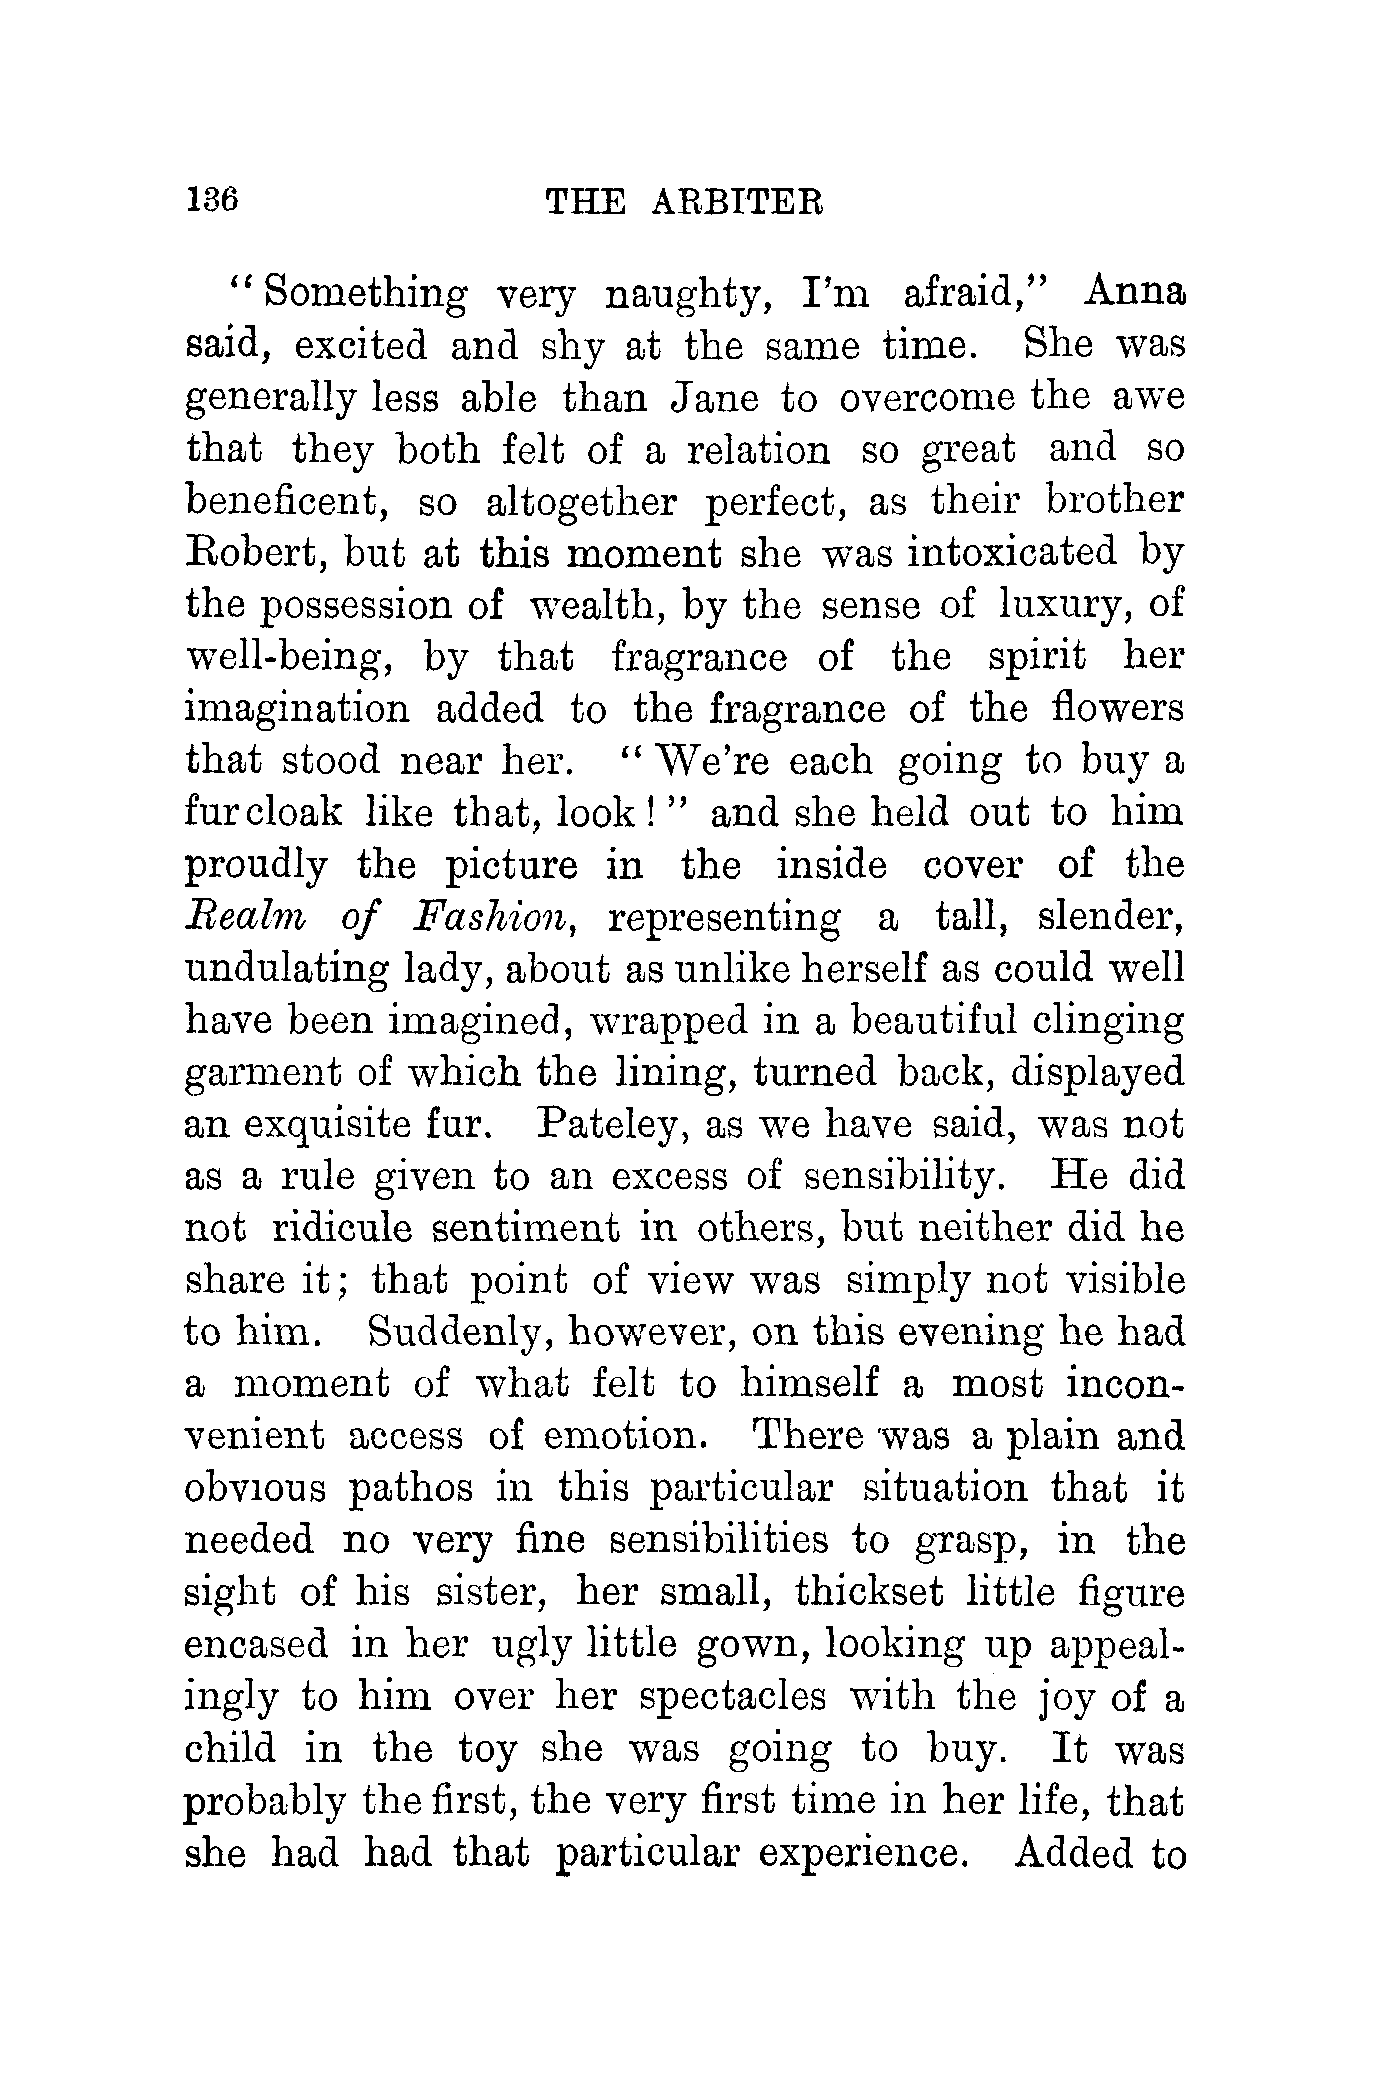 136 THE ARBITER
“Something very naughty, I'm afraid,” Anna
said, excited and shy at the same time. She was
generally less able than Jane to overcome the awe
that they both felt of a relation so great and so
beneficent, so altogether perfect, as their brother
Robert, but at this moment she was intoxicated by
the possession of wealth, by the sense of luxury, of
well-being, by that fragrance of the spirit her
imagination added to the fragrance of the flowers
that stood near her. “We're each going to buy a
fur cloak like that, look!” and she held out to him
proudly the picture in the inside cover of the
Realm of Fashion, representing a tall, slender,
undulating lady, about as unlike herself as could well
have been imagined, wrapped in a beautiful clinging
garment of which the lining, turned back, displayed
an exquisite fur. Pateley, as we have said, was not
as a rule given to an excess of sensibility. He did
not ridicule sentiment in others, but neither did he
share it; that point of view was simply not visible
to him. Suddenly, however, on this evening he had
a moment of what felt to himself a most incon-
venient access of emotion. There was a plain and
obvious pathos in this particular situation that it
needed no very fine sensibilities to grasp, in the
sight of his sister, her small, thickset little figure
encased in her ugly little gown, looking up appeal-
ingly to him over her spectacles with the joy of a
child in the toy she was going to buy. It was
probably the first, the very first time in her life, that
she had had that particular experience. Added to